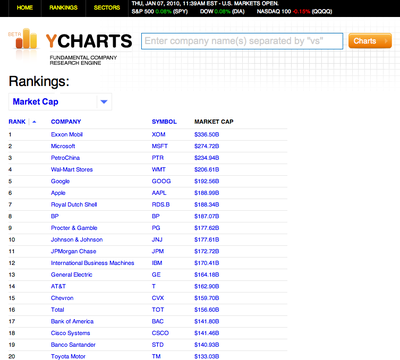 HOME RANKINGS SECTORS
THU, JAN 07, 2010, 11:39AM EST - U.S. MARKETS OPEN.
S&P 500 0.08% (SPY) DOW 0.08% (DIA) NASDAQ 100 -0.15% (QQQQ)
BETA
YCHARTS
FUNDAMENTAL COMPANY
RESEARCH ENGINE
Enter company name(s) separated by "vs"
Charts
Rankings:
Market Cap
RANK COMPANY SYMBOL MARKET CAP
1 Exxon Mobil XOM $336.50B
2 Microsoft MSFT $274.72B
3 PetroChina PTR $234.94B
4 Wal-Mart Stores WMT $206.61B
5 Google GOOG $192.56B
6 Apple AAPL $188.99B
7 Royal Dutch Shell RDS.B $188.34B
8 BP BP $187.07B
9 Procter & Gamble PG $177.62B
10 Johnson & Johnson JNJ $177.61B
11 JPMorgan Chase JPM $172.72B
12 International Business Machines IBM $170.41B
13 General Electric GE $164.18B
14 AT&T T $162.90B
15 Chevron CVX $159.70B
16 Total TOT $156.60B
17 Bank of America BAC $141.80B
18 Cisco Systems CSCO $141.46B
19 Banco Santander STD $140.93B
20 Toyota Motor TM $133.03B